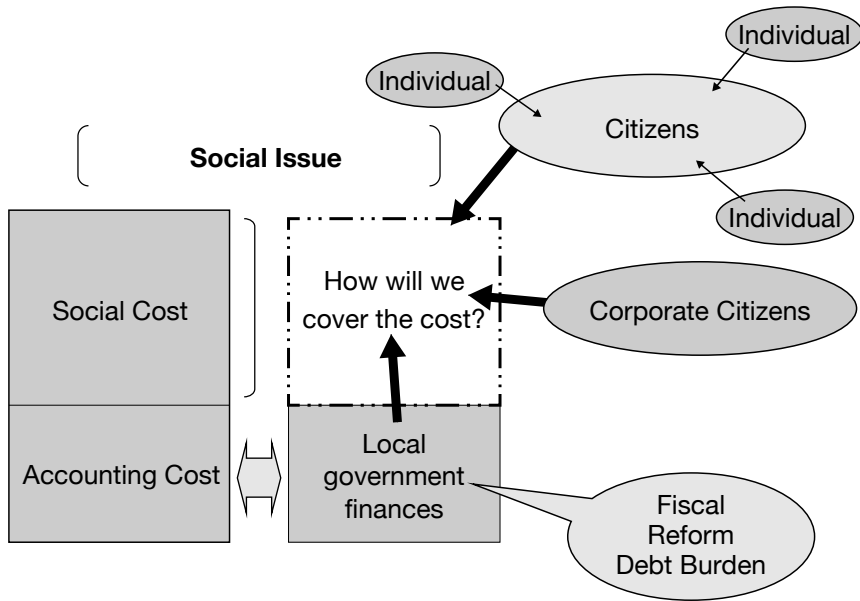 Individual
Individual
Citizens
Social Issue
Individual
Social Cost
How will we
cover the cost?
Corporate Citizens
Accounting Cost
Local
government
finances
Fiscal
Reform
Debt Burden